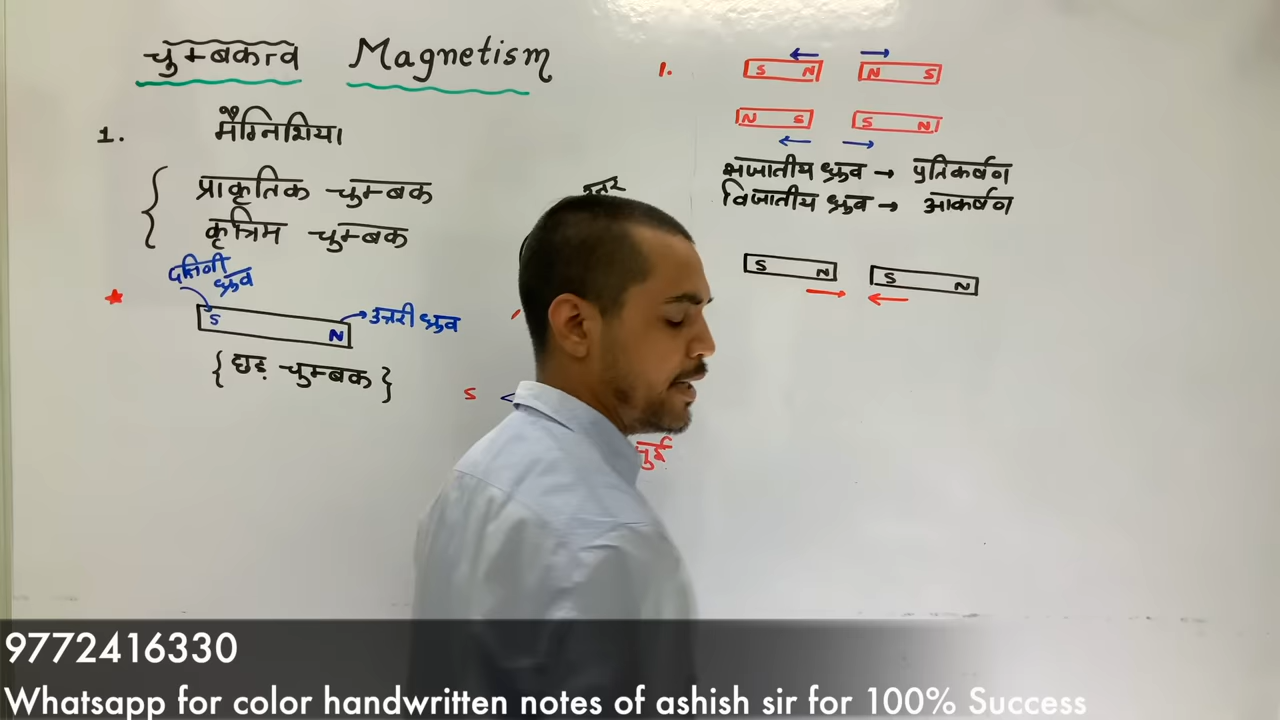 चुम्बकत्व Magnetism
1. मैग्निशिया
प्राकृतिक चुम्बक
कृत्रिम चुम्बक
दक्षिणी ध्रुव
S N
उत्तरी ध्रुव
{ छड़ चुम्बक }
S
1. S N N S
N S S N
सजातीय ध्रुव → प्रतिकर्षण
विजातीय ध्रुव → आकर्षण
S N S N
9772416330
Whatsapp for color handwritten notes of ashish sir for 100% Success